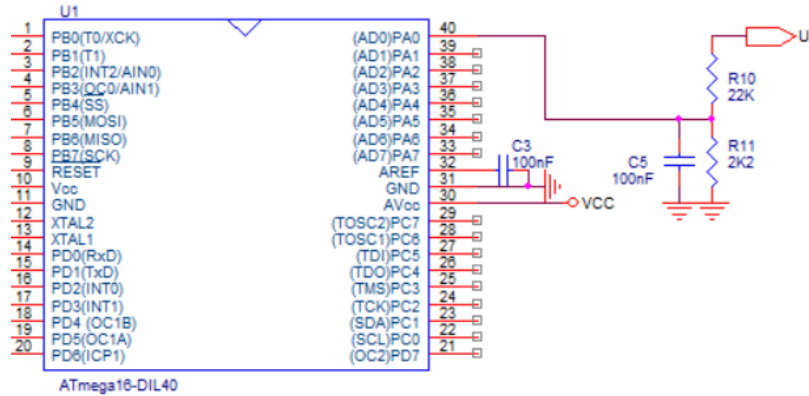 U1
1 PB0(T0/XCK) (AD0)PA0 40
2 PB1(T1) (AD1)PA1 39
3 PB2(INT2/AIN0) (AD2)PA2 38
4 PB3(OC0/AIN1) (AD3)PA3 37
5 PB4(SS) (AD4)PA4 36
6 PB5(MOSI) (AD5)PA5 35
7 PB6(MISO) (AD6)PA6 34
8 PB7(SCK) (AD7)PA7 33
9 RESET AREF 32
10 Vcc GND 31
11 GND AVcc 30
12 XTAL2 (TOSC2)PC7 29
13 XTAL1 (TOSC1)PC6 28
14 PD0(RxD) (TDI)PC5 27
15 PD1(TxD) (TDO)PC4 26
16 PD2(INT0) (TMS)PC3 25
17 PD3(INT1) (TCK)PC2 24
18 PD4 (OC1B) (SDA)PC1 23
19 PD5(OC1A) (SCL)PC0 22
20 PD6(ICP1) (OC2)PD7 21
ATmega16-DIL40
C3
100nF
VCC
U
R10
22K
R11
2K2
C5
100nF